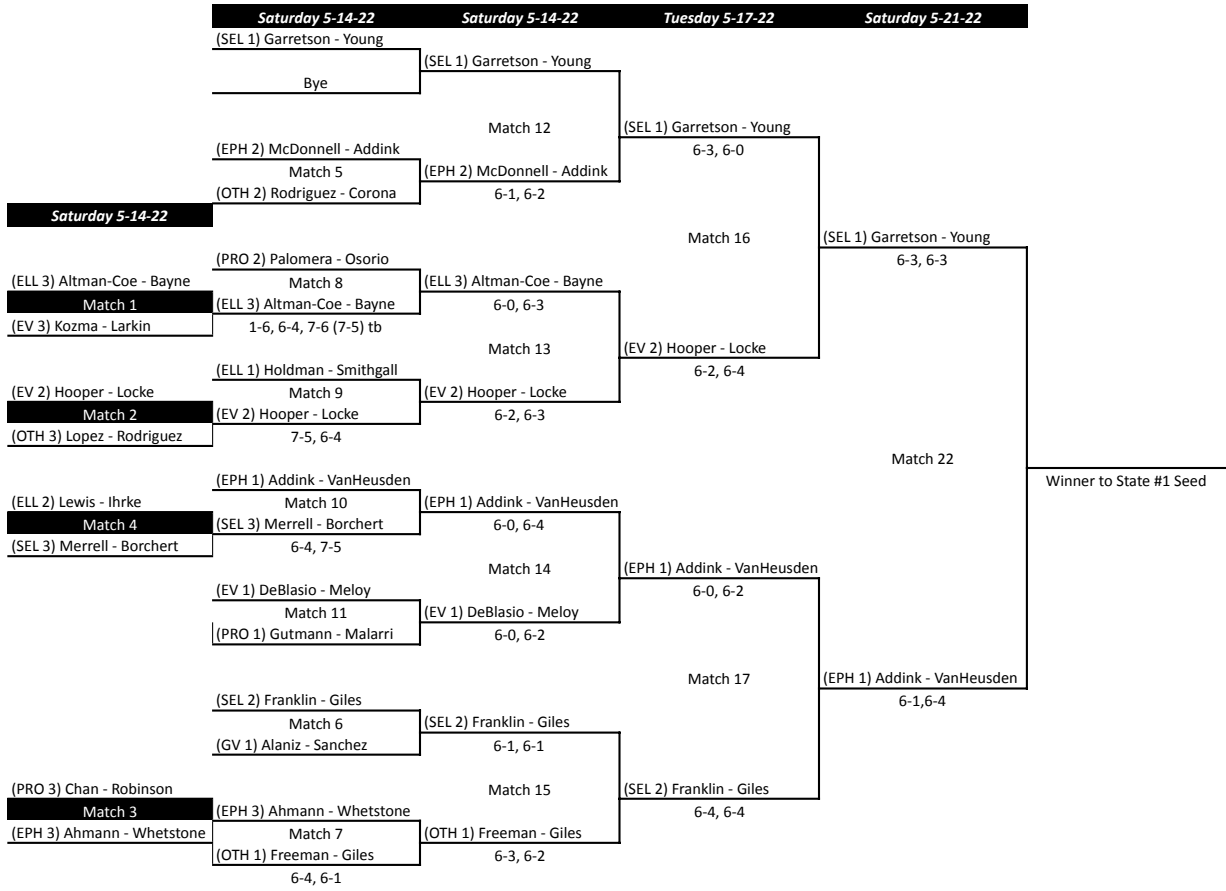 Saturday 5-14-22 Saturday 5-14-22 Tuesday 5-17-22 Saturday 5-21-22
(SEL 1) Garretson - Young
(SEL 1) Garretson - Young
Bye
Match 12
(SEL 1) Garretson - Young
6-3, 6-0
(EPH 2) McDonnell - Addink
Match 5
(EPH 2) McDonnell - Addink
(OTH 2) Rodriguez - Corona
6-1, 6-2
Saturday 5-14-22
Match 16
(SEL 1) Garretson - Young
6-3, 6-3
(PRO 2) Palomera - Osorio
(ELL 3) Altman-Coe - Bayne
Match 8
(ELL 3) Altman-Coe - Bayne
Match 1
(ELL 3) Altman-Coe - Bayne
6-0, 6-3
(EV 3) Kozma - Larkin
1-6, 6-4, 7-6 (7-5) tb
Match 13
(EV 2) Hooper - Locke
6-2, 6-4
(ELL 1) Holdman - Smithgall
(EV 2) Hooper - Locke
Match 9
(EV 2) Hooper - Locke
Match 2
(EV 2) Hooper - Locke
6-2, 6-3
(OTH 3) Lopez - Rodriguez
7-5, 6-4
Match 22
Winner to State #1 Seed
(EPH 1) Addink - VanHeusden
(ELL 2) Lewis - Ihrke
Match 10
(EPH 1) Addink - VanHeusden
Match 4
(SEL 3) Merrell - Borchert
6-0, 6-4
(SEL 3) Merrell - Borchert
6-4, 7-5
Match 14
(EPH 1) Addink - VanHeusden
6-0, 6-2
(EV 1) DeBlasio - Meloy
Match 11
(EV 1) DeBlasio - Meloy
(PRO 1) Gutmann - Malarri
6-0, 6-2
Match 17
(EPH 1) Addink - VanHeusden
6-1,6-4
(SEL 2) Franklin - Giles
Match 6
(SEL 2) Franklin - Giles
(GV 1) Alaniz - Sanchez
6-1, 6-1
Match 15
(SEL 2) Franklin - Giles
6-4, 6-4
(PRO 3) Chan - Robinson
Match 3
(EPH 3) Ahmann - Whetstone
(EPH 3) Ahmann - Whetstone
Match 7
(OTH 1) Freeman - Giles
(OTH 1) Freeman - Giles
6-3, 6-2
6-4, 6-1